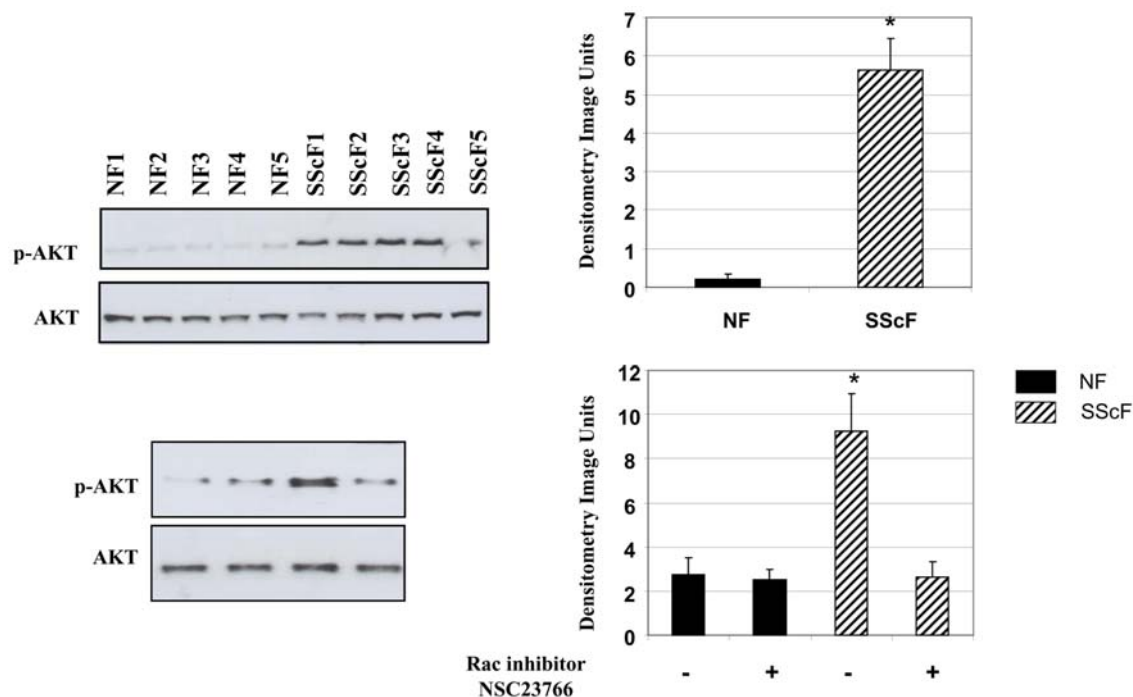 NF1
NF2
NF3
NF4
NF5
SScF1
SScF2
SScF3
SScF4
SScF5
p-AKT
AKT
Densitometry Image Units
7
6
5
4
3
2
1
0
*
NF
SScF
p-AKT
AKT
Densitometry Image Units
12
10
8
6
4
2
0
*
NF
SScF
Rac inhibitor
NSC23766
- + - +